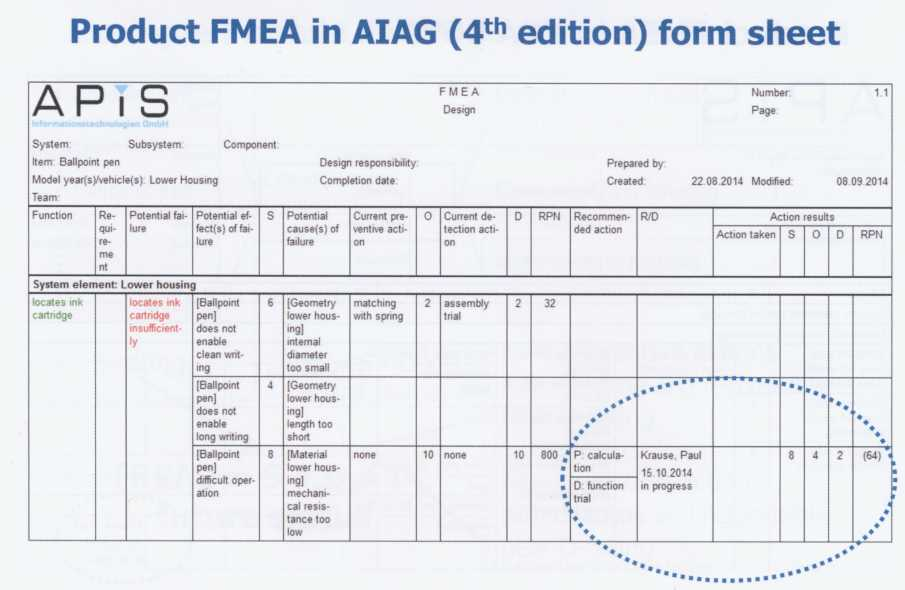 Product FMEA in AIAG (4th edition) form sheet
APiS
Informationstechnologien GmbH
FMEA
Design
Number: 1.1
Page:
System: Subsystem: Component:
Item: Ballpoint pen Design responsibility: Prepared by:
Model year(s)/vehicle(s): Lower Housing Completion date: Created: 22.08.2014 Modified: 08.09.2014
Team:
Function
Re-
qui-
re-
me
nt
Potential fai-
lure
Potential ef-
fect(s) of fai-
lure
S
Potential
cause(s) of
failure
Current pre-
ventive acti-
on
O
Current de-
tection acti-
on
D
RPN
Recommen-
ded action
R/D
Action results
Action taken S O D RPN
System element: Lower housing
locates ink
cartridge
locates ink
cartridge
insufficient-
ly
[Ballpoint
pen]
does not
enable
clean writ-
ing
6
[Geometry
lower hous-
ing]
internal
diameter
too small
matching
with spring
2
assembly
trial
2
32
[Ballpoint
pen]
does not
enable
long writing
4
[Geometry
lower hous-
ing]
length too
short
[Ballpoint
pen]
difficult oper-
ation
8
[Material
lower hous-
ing]
mechani-
cal resis-
tance too
low
none
10
none
10
800
P: calcula-
tion
D: function
trial
Krause, Paul
15.10.2014
in progress
8
4
2
(64)